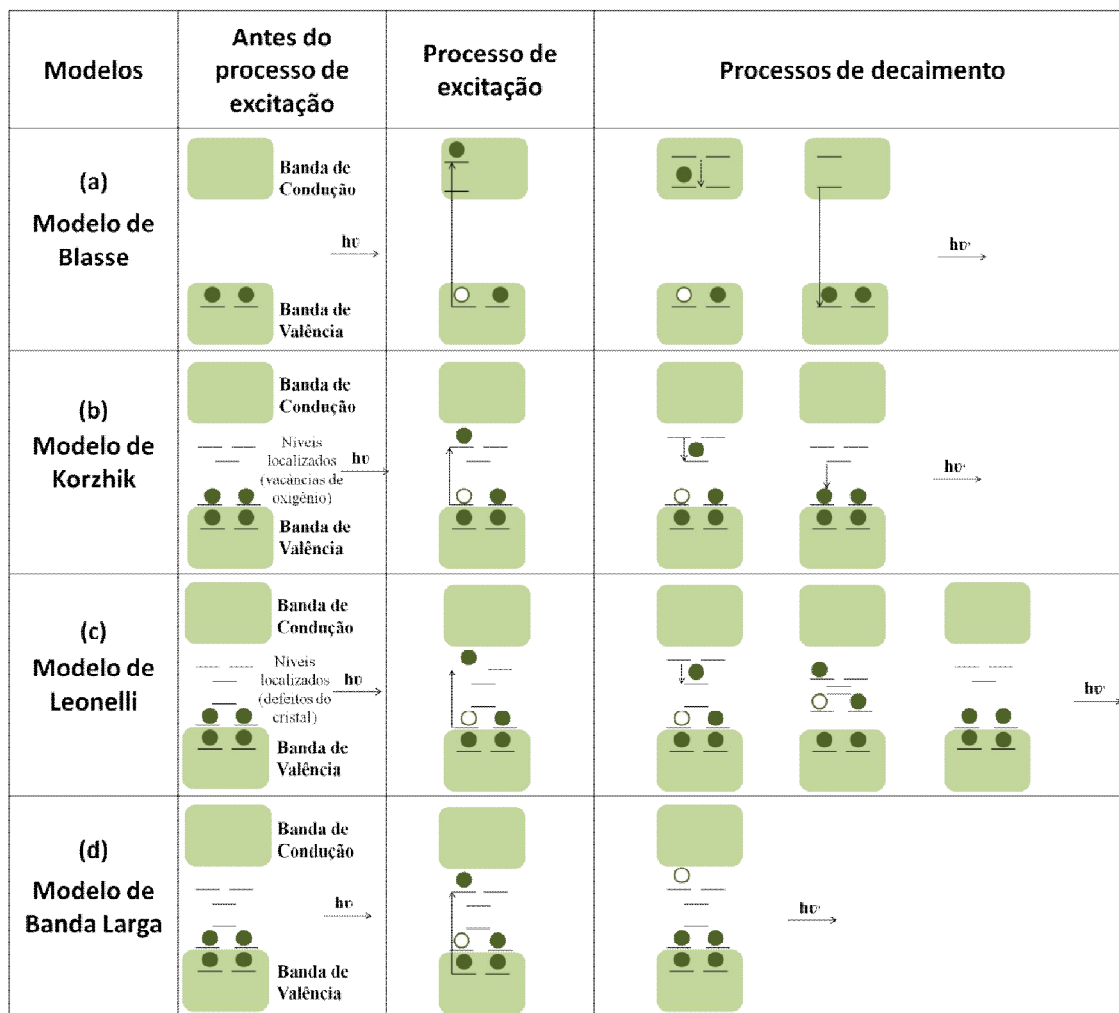 Modelos
Antes do
processo de
excitação
Processo de
excitação
Processos de decaimento
(a)
Modelo de
Blasse
Banda de
Condução
hυ
Banda de
Valência
hυ'
(b)
Modelo de
Korzhik
Banda de
Condução
Níveis
localizados
(vacâncias de
oxigênio)
hυ
Banda de
Valência
hυ'
(c)
Modelo de
Leonelli
Banda de
Condução
Níveis
localizados
(defeitos do
cristal)
hυ
Banda de
Valência
hυ'
(d)
Modelo de
Banda Larga
Banda de
Condução
hυ
Banda de
Valência
hυ'